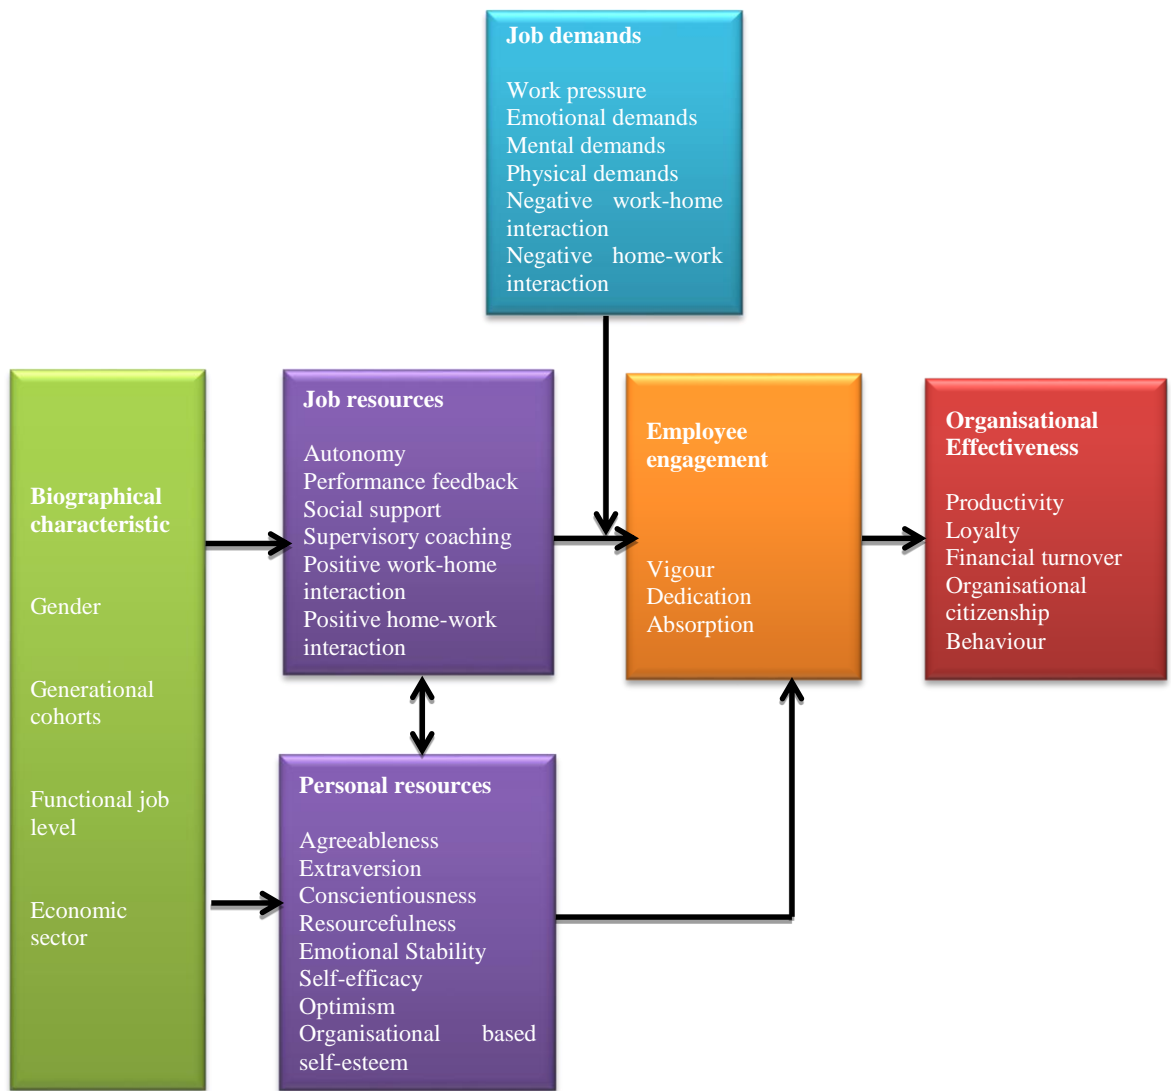 Job demands
Work pressure
Emotional demands
Mental demands
Physical demands
Negative work-home
interaction
Negative home-work
interaction
Biographical
characteristic
Gender
Generational
cohorts
Functional job
level
Economic
sector
Job resources
Autonomy
Performance feedback
Social support
Supervisory coaching
Positive work-home
interaction
Positive home-work
interaction
Personal resources
Agreeableness
Extraversion
Conscientiousness
Resourcefulness
Emotional Stability
Self-efficacy
Optimism
Organisational based
self-esteem
Employee
engagement
Vigour
Dedication
Absorption
Organisational
Effectiveness
Productivity
Loyalty
Financial turnover
Organisational
citizenship
Behaviour